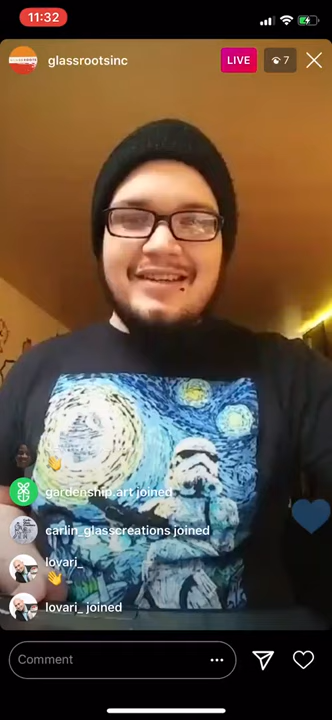 11:32
glassrootsinc
LIVE
7
gardenship.art joined
carlin_glasscreations joined
lovari_
lovari_ joined
Comment